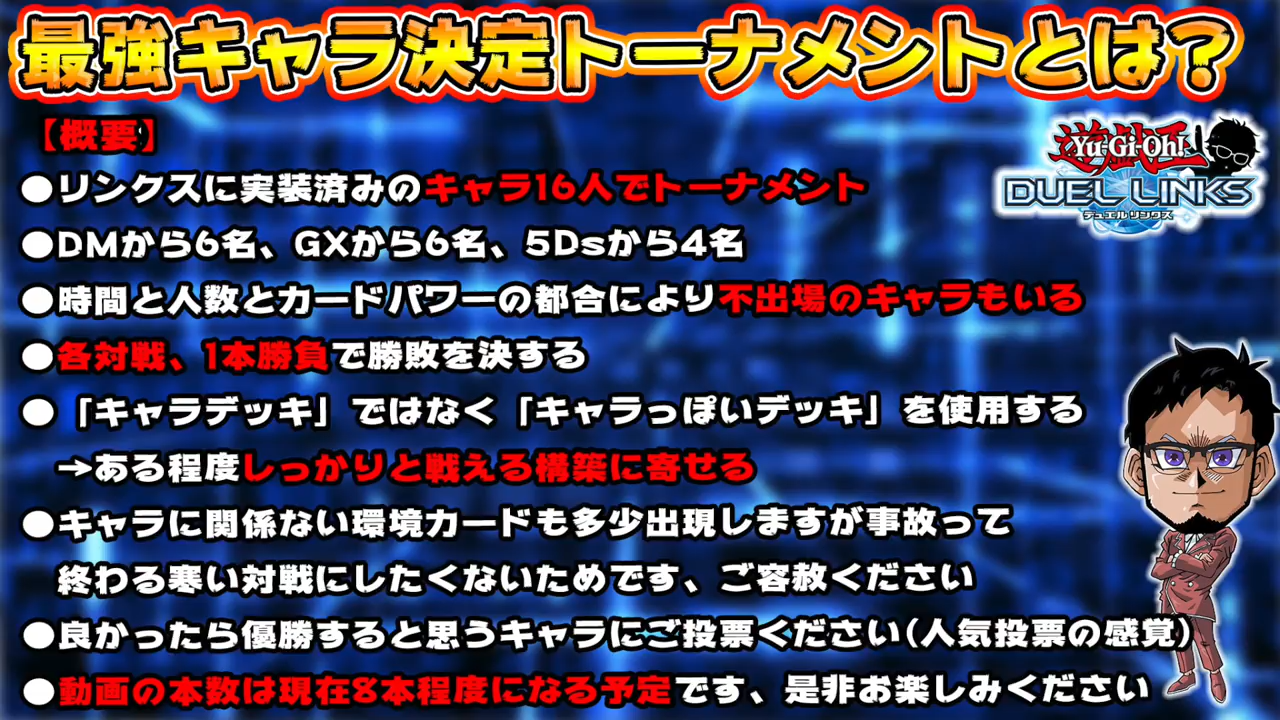 最強キャラ決定トーナメントとは？
【概要】
●リンクスに実装済みのキャラ16人でトーナメント
●DMから6名、GXから6名、5Dsから4名
●時間と人数とカードパワーの都合により不出場のキャラもいる
●各対戦、1本勝負で勝敗を決する
●「キャラデッキ」ではなく「キャラっぽいデッキ」を使用する
→ある程度しっかりと戦える構築に寄せる
●キャラに関係ない環境カードも多少出現しますが事故って
終わる寒い対戦にしたくないためです、ご容赦ください
●良かったら優勝すると思うキャラにご投票ください(人気投票の感覚)
●動画の本数は現在8本程度になる予定です、是非お楽しみください
遊戯王
Yu-Gi-Oh!
DUEL LINKS
デュエル リンクス